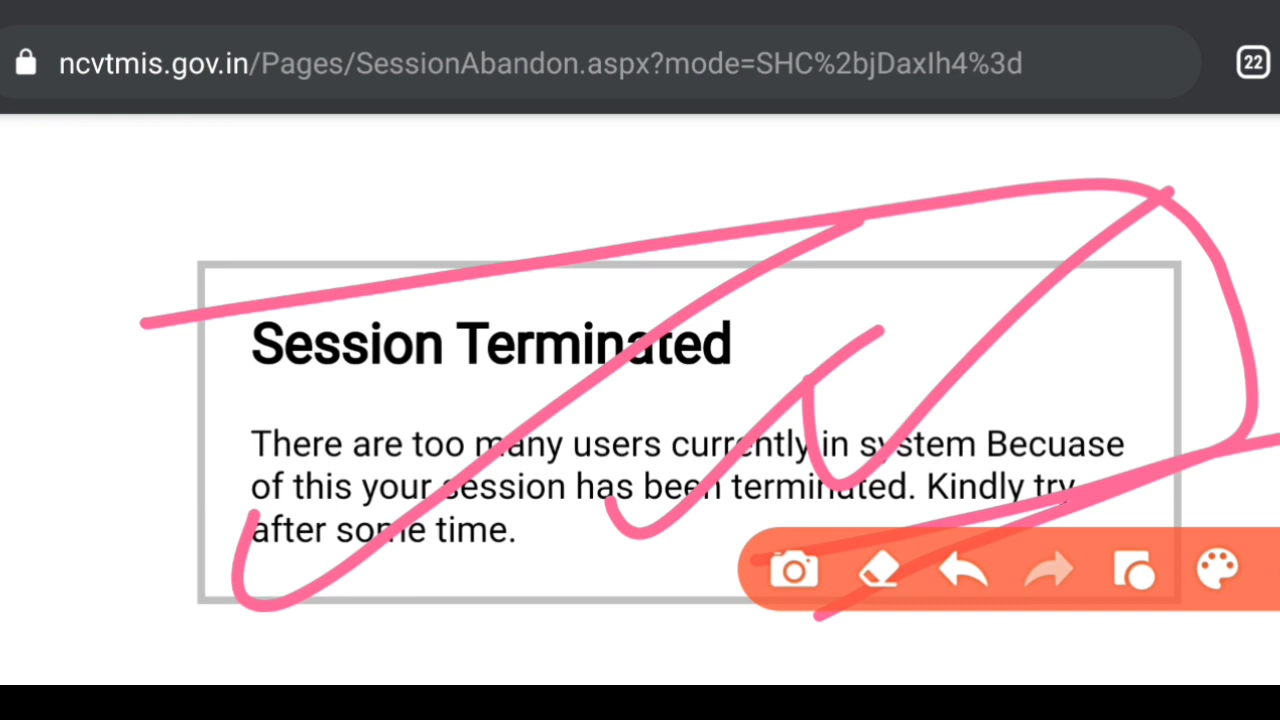 ncvtmis.gov.in/Pages/SessionAbandon.aspx?mode=SHC%2bjDaxIh4%3d
22
Session Terminated
There are too many users currently in system Becuase
of this your session has been terminated. Kindly try
after some time.